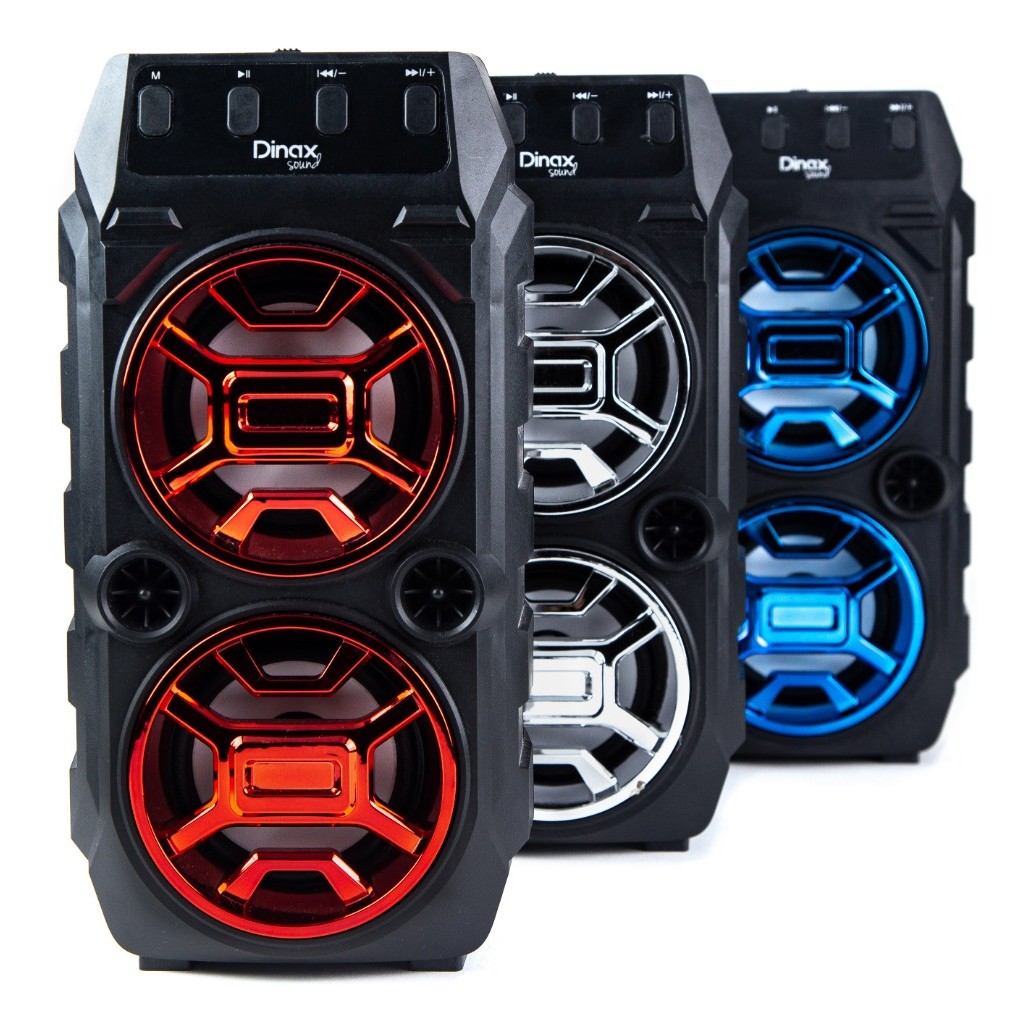 M ▶II I◀◀/− ▶▶I/+
Dinax
sound
▶II I◀◀/− ▶▶I/+
Dinax
sound
▶II I◀◀/− ▶▶I/+
Dinax
sound